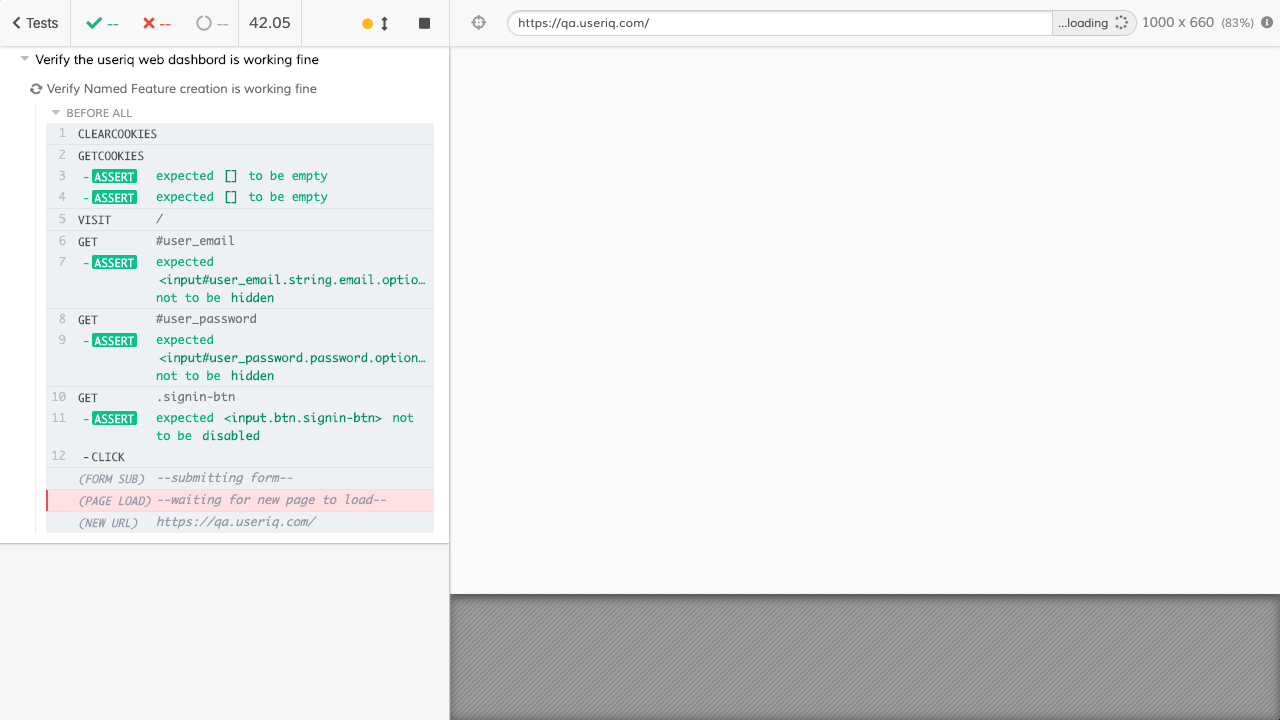 Tests -- -- -- 42.05 https://qa.useriq.com/ ...loading 1000 x 660 (83%)
Verify the useriq web dashbord is working fine
Verify Named Feature creation is working fine
BEFORE ALL
1 CLEARCOOKIES
2 GETCOOKIES
3 -ASSERT expected [] to be empty
4 -ASSERT expected [] to be empty
5 VISIT /
6 GET #user_email
7 -ASSERT expected
<input#user_email.string.email.optio…
not to be hidden
8 GET #user_password
9 -ASSERT expected
<input#user_password.password.option…
not to be hidden
10 GET .signin-btn
11 -ASSERT expected <input.btn.signin-btn> not
to be disabled
12 -CLICK
(FORM SUB) --submitting form--
(PAGE LOAD) --waiting for new page to load--
(NEW URL) https://qa.useriq.com/